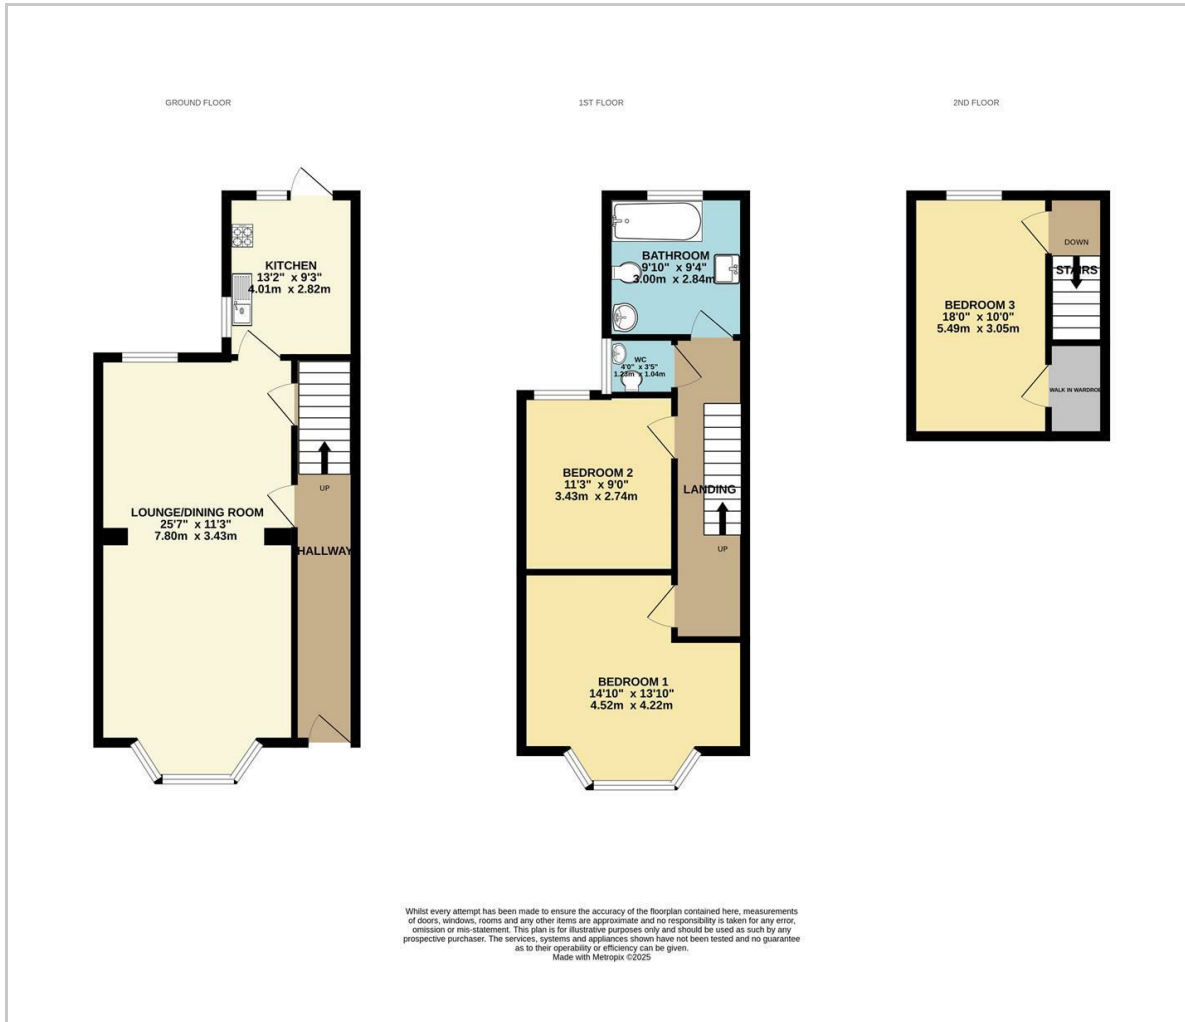 GROUND FLOOR
1ST FLOOR
2ND FLOOR
KITCHEN
13'2" x 9'3"
4.01m x 2.82m
LOUNGE/DINING ROOM
25'7" x 11'3"
7.80m x 3.43m
UP
HALLWAY
BATHROOM
9'10" x 9'4"
3.00m x 2.84m
WC
4'0" x 3'5"
1.23m x 1.04m
BEDROOM 2
11'3" x 9'0"
3.43m x 2.74m
LANDING
UP
BEDROOM 1
14'10" x 13'10"
4.52m x 4.22m
DOWN
STAIRS
BEDROOM 3
18'0" x 10'0"
5.49m x 3.05m
WALK IN WARDROBE
Whilst every attempt has been made to ensure the accuracy of the floorplan contained here, measurements
of doors, windows, rooms and any other items are approximate and no responsibility is taken for any error,
omission or mis-statement. This plan is for illustrative purposes only and should be used as such by any
prospective purchaser. The services, systems and appliances shown have not been tested and no guarantee
as to their operability or efficiency can be given.
Made with Metropix ©2025